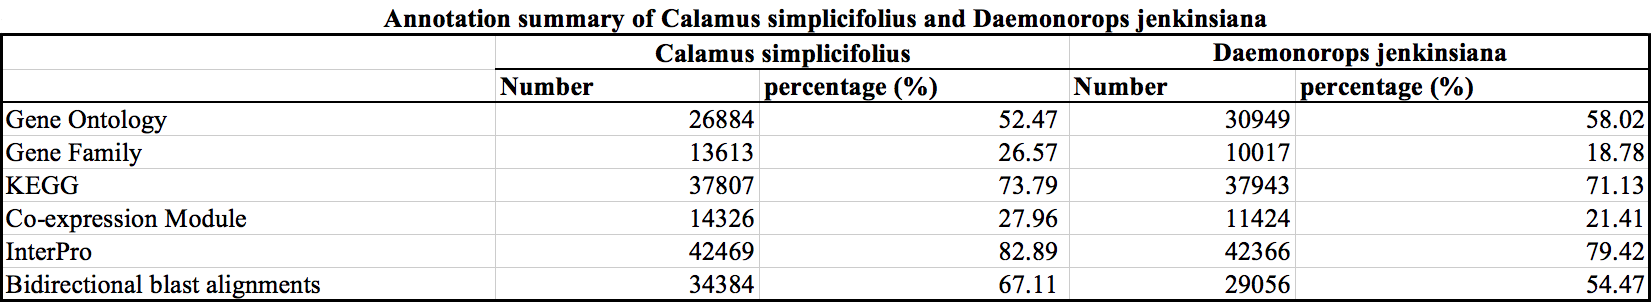 Annotation summary of Calamus simplicifolius and Daemonorops jenkinsiana
Calamus simplicifolius Daemonorops jenkinsiana
Number percentage (%) Number percentage (%)
Gene Ontology 26884 52.47 30949 58.02
Gene Family 13613 26.57 10017 18.78
KEGG 37807 73.79 37943 71.13
Co-expression Module 14326 27.96 11424 21.41
InterPro 42469 82.89 42366 79.42
Bidirectional blast alignments 34384 67.11 29056 54.47